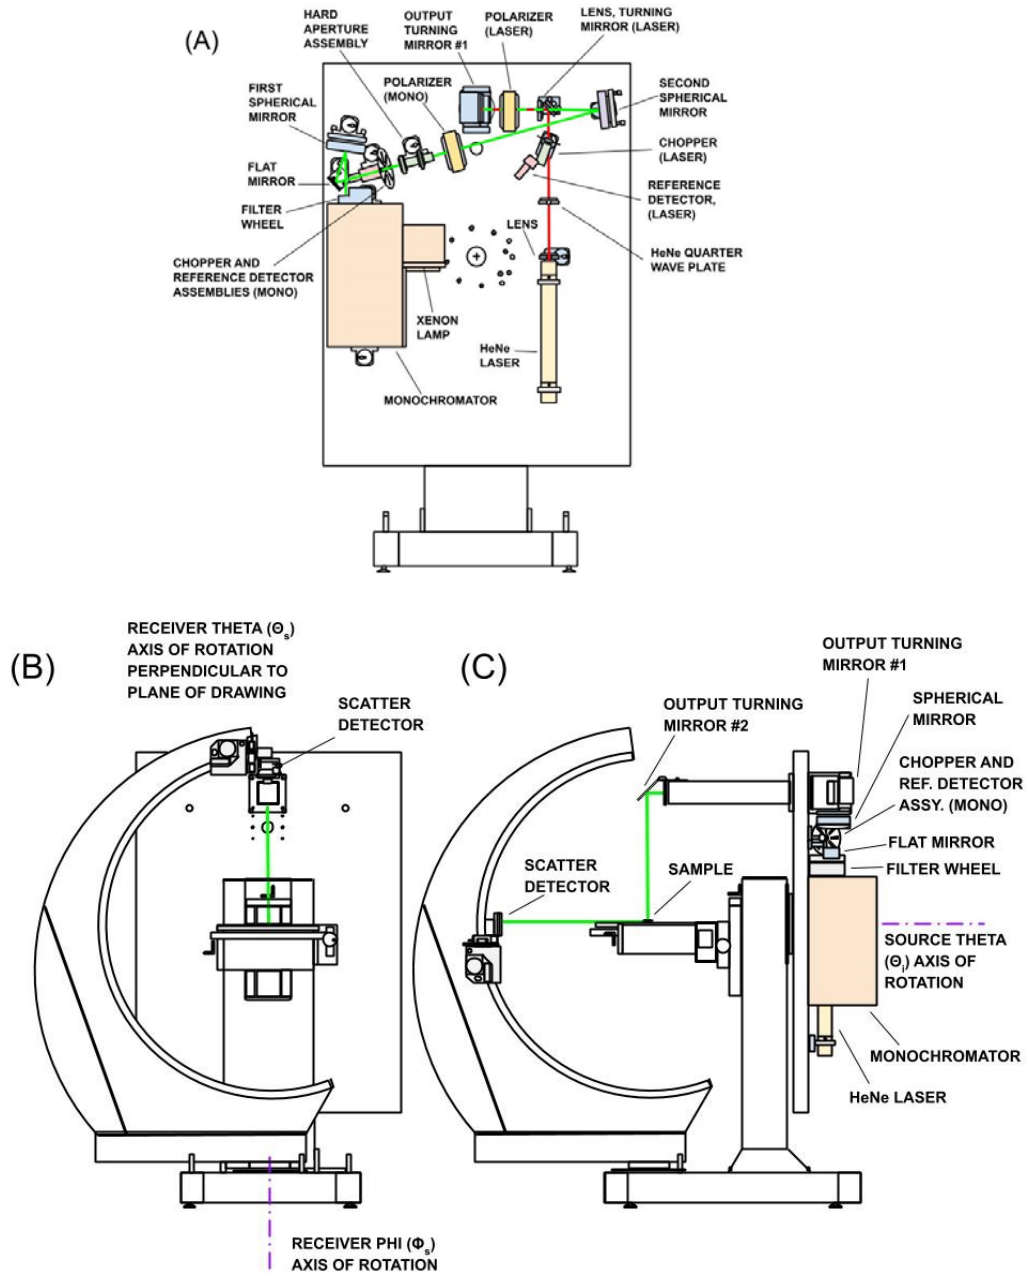 (A)
HARD
APERTURE
ASSEMBLY
OUTPUT
TURNING
MIRROR #1
POLARIZER
(LASER)
LENS, TURNING
MIRROR (LASER)
FIRST
SPHERICAL
MIRROR
POLARIZER
(MONO)
SECOND
SPHERICAL
MIRROR
FLAT
MIRROR
CHOPPER
(LASER)
FILTER
WHEEL
REFERENCE
DETECTOR,
(LASER)
LENS
CHOPPER AND
REFERENCE DETECTOR
ASSEMBLIES (MONO)
HeNe QUARTER
WAVE PLATE
XENON
LAMP
HeNe
LASER
MONOCHROMATOR
(B)
RECEIVER THETA (Θs)
AXIS OF ROTATION
PERPENDICULAR TO
PLANE OF DRAWING
SCATTER
DETECTOR
RECEIVER PHI (Φs)
AXIS OF ROTATION
(C)
OUTPUT TURNING
MIRROR #1
OUTPUT TURNING
MIRROR #2
SPHERICAL
MIRROR
CHOPPER AND
REF. DETECTOR
ASSY. (MONO)
FLAT MIRROR
FILTER WHEEL
SCATTER
DETECTOR
SAMPLE
SOURCE THETA
(Θi) AXIS OF
ROTATION
MONOCHROMATOR
HeNe LASER